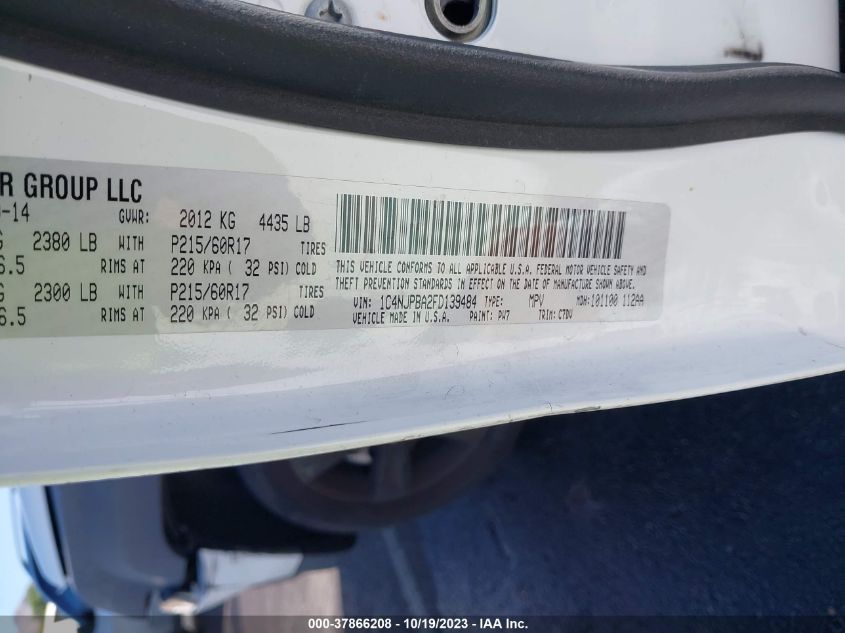 R GROUP LLC
-14 GVWR: 2012 KG 4435 LB
G 2380 LB WITH P215/60R17 TIRES
6.5 RIMS AT 220 KPA ( 32 PSI) COLD
G 2300 LB WITH P215/60R17 TIRES
6.5 RIMS AT 220 KPA ( 32 PSI) COLD
THIS VEHICLE CONFORMS TO ALL APPLICABLE U.S.A. FEDERAL MOTOR VEHICLE SAFETY AND
THEFT PREVENTION STANDARDS IN EFFECT ON THE DATE OF MANUFACTURE SHOWN ABOVE.
VIN: 1C4NJPBA2FD139484 TYPE: MPV MDH: 101100 112AA
VEHICLE MADE IN U.S.A. PAINT: PW7 TRIM: C7DV
000-37866208 - 10/19/2023 - IAA Inc.